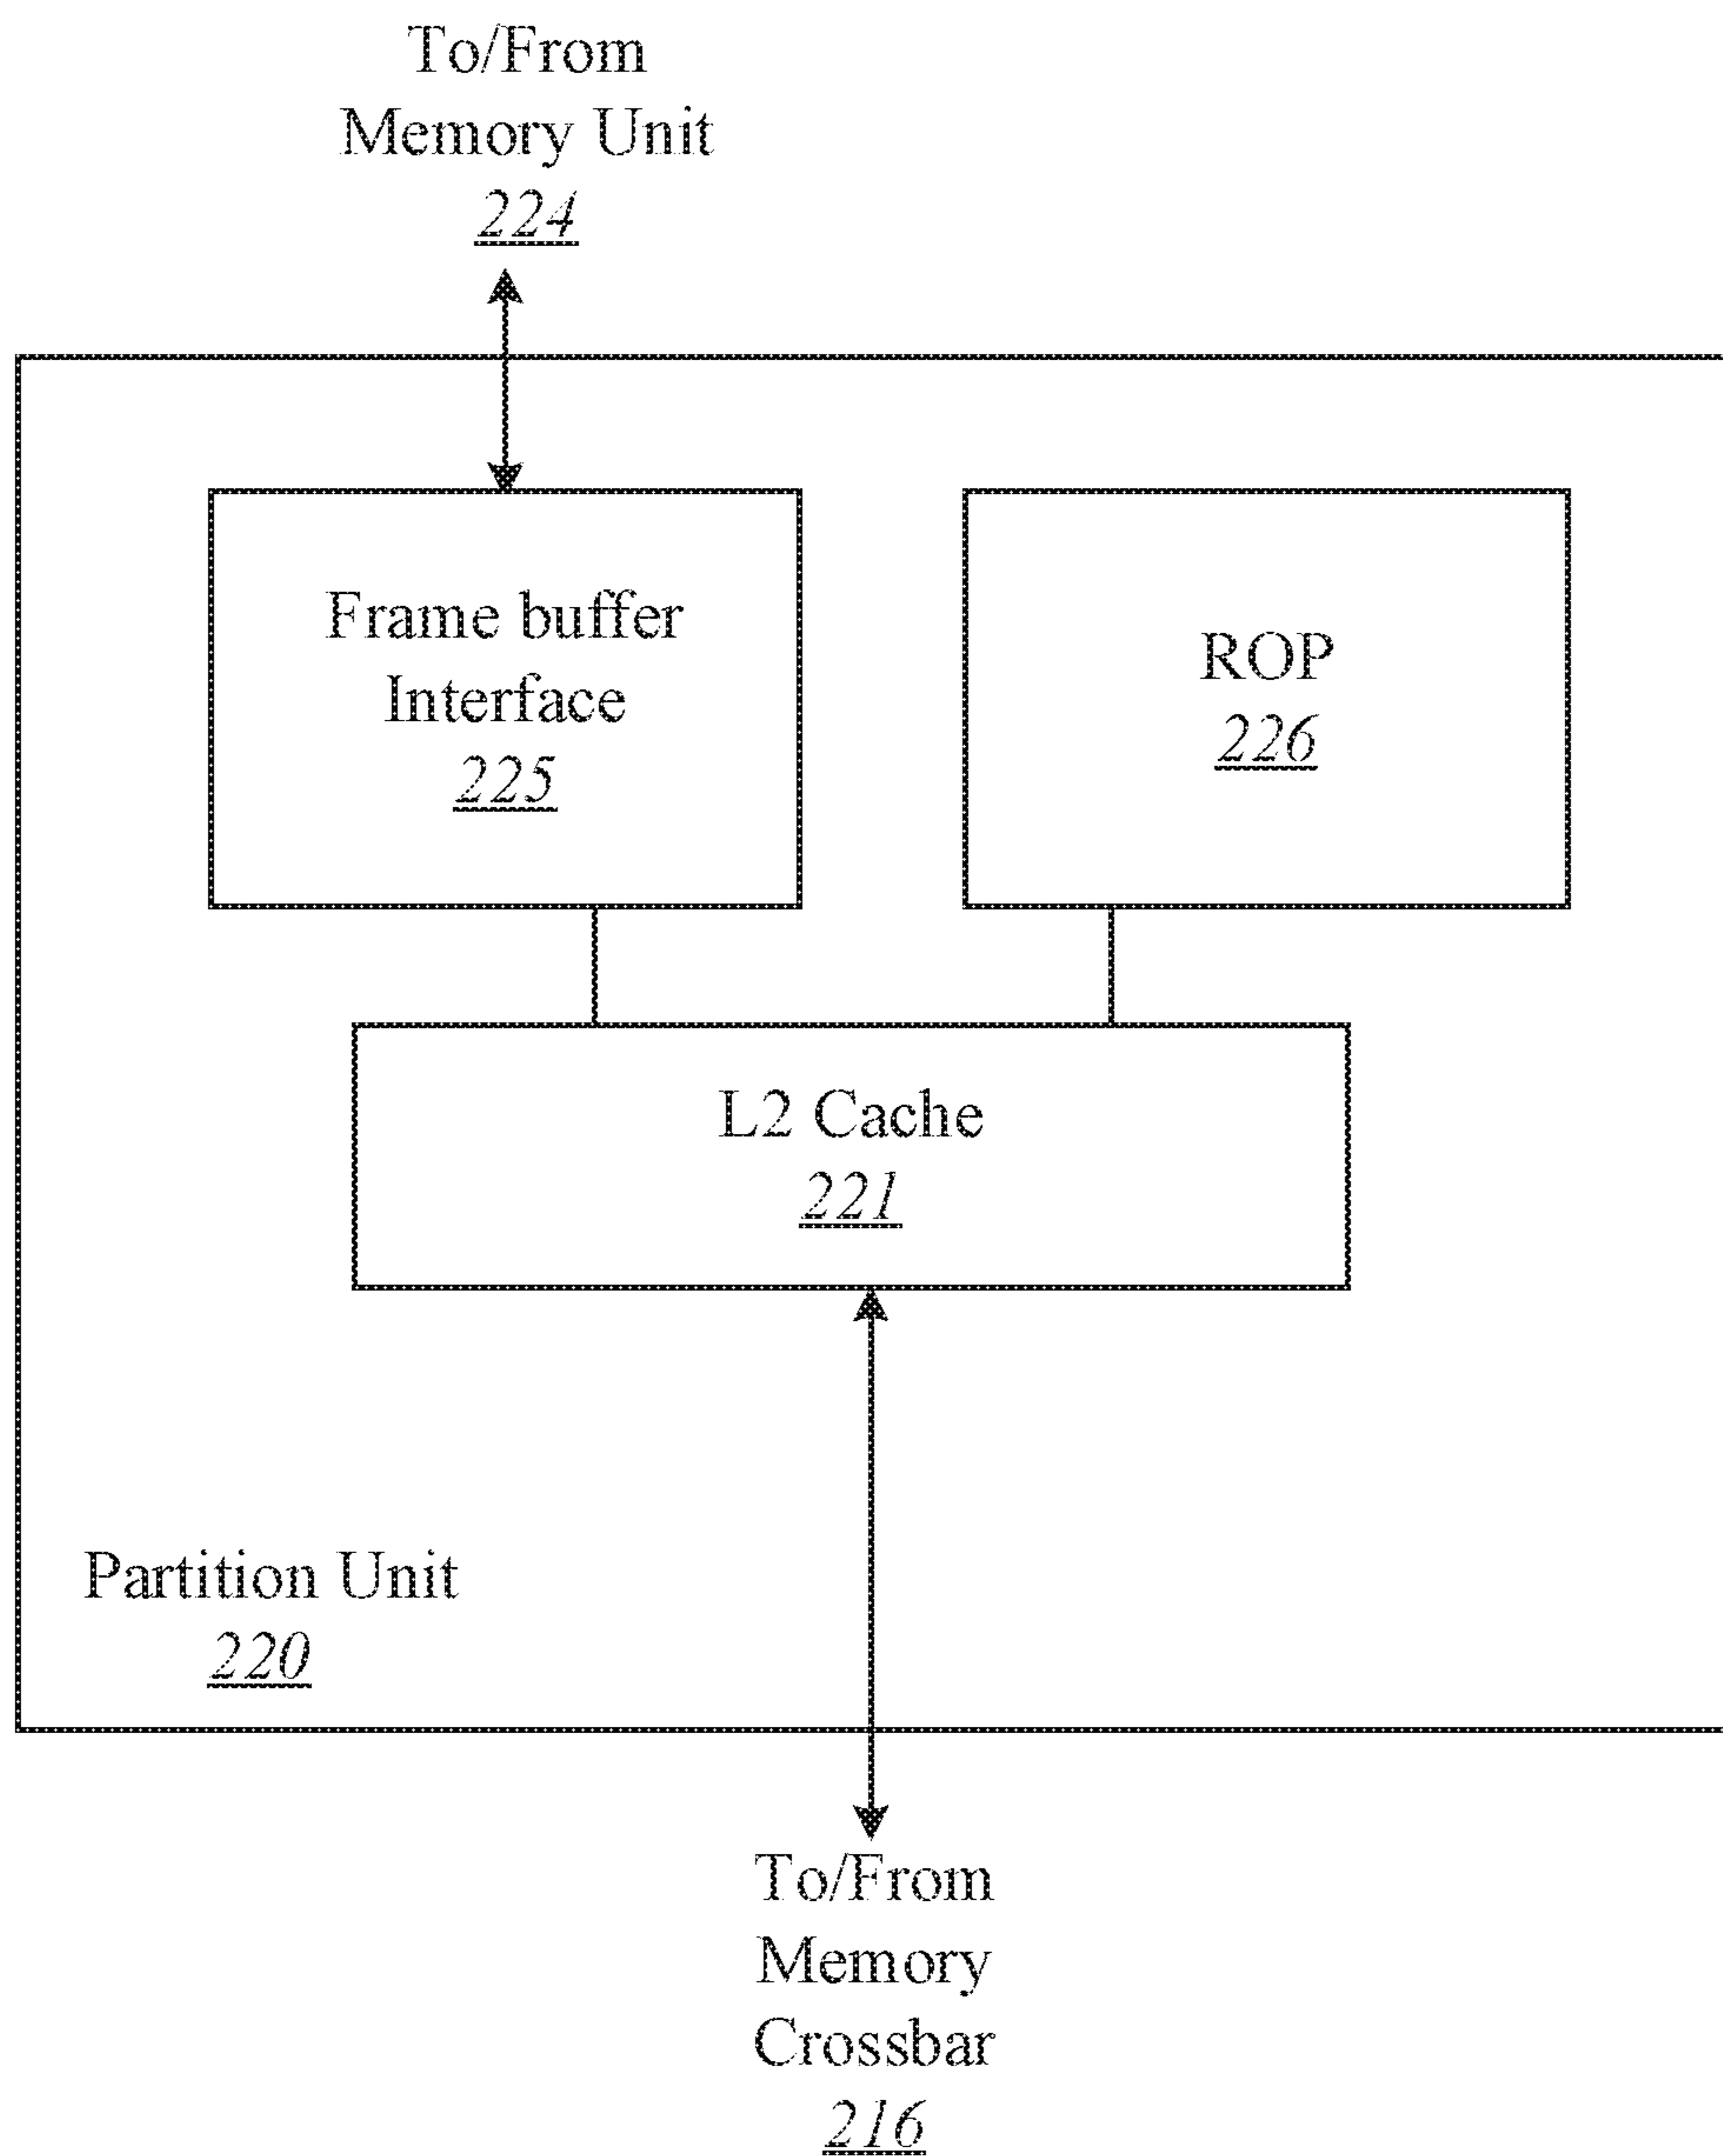 To/From
Memory Unit
224
Frame buffer
Interface
225
ROP
226
L2 Cache
221
Partition Unit
220
To/From
Memory
Crossbar
216